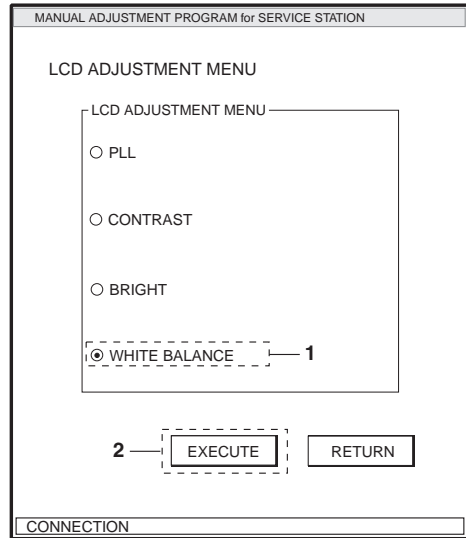 MANUAL ADJUSTMENT PROGRAM for SERVICE STATION
LCD ADJUSTMENT MENU
LCD ADJUSTMENT MENU
PLL
CONTRAST
BRIGHT
WHITE BALANCE 1
2 EXECUTE RETURN
CONNECTION